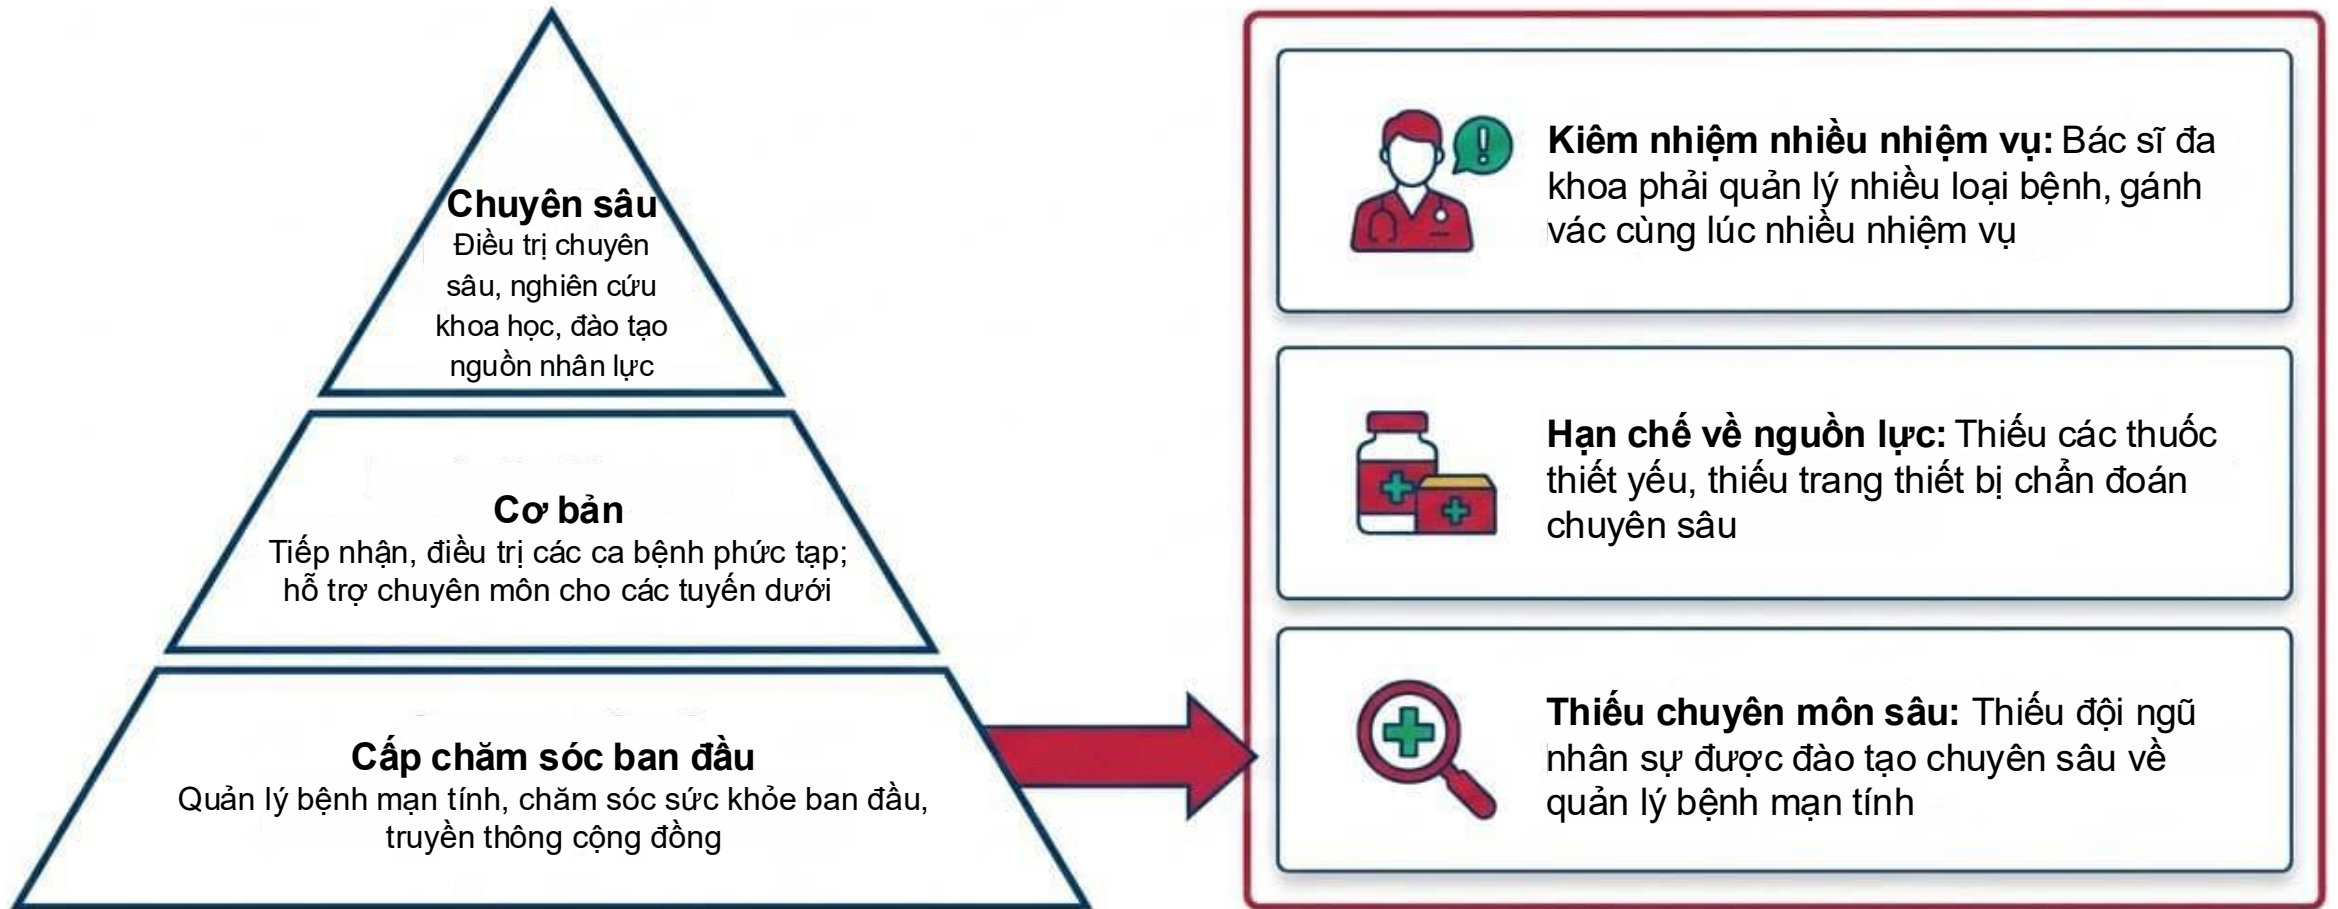 Chuyên sâu
Điều trị chuyên
sâu, nghiên cứu
khoa học, đào tạo
nguồn nhân lực
Cơ bản
Tiếp nhận, điều trị các ca bệnh phức tạp;
hỗ trợ chuyên môn cho các tuyến dưới
Cấp chăm sóc ban đầu
Quản lý bệnh mạn tính, chăm sóc sức khỏe ban đầu,
truyền thông cộng đồng
Kiêm nhiệm nhiều nhiệm vụ: Bác sĩ đa
khoa phải quản lý nhiều loại bệnh, gánh
vác cùng lúc nhiều nhiệm vụ
Hạn chế về nguồn lực: Thiếu các thuốc
thiết yếu, thiếu trang thiết bị chẩn đoán
chuyên sâu
Thiếu chuyên môn sâu: Thiếu đội ngũ
nhân sự được đào tạo chuyên sâu về
quản lý bệnh mạn tính